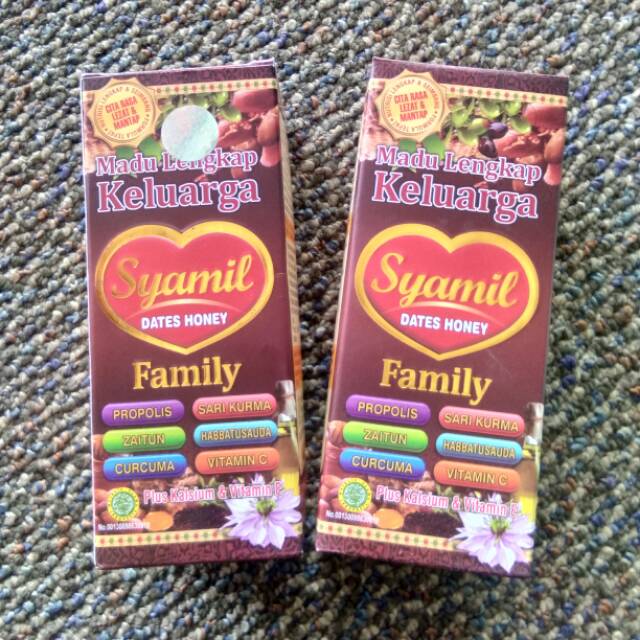 CITA RASA
LEZAT &
MANTAP
Madu Lengkap
Keluarga
Syamil
DATES HONEY
Family
PROPOLIS
SARI KURMA
ZAITUN
HABBATUSAUDA
CURCUMA
VITAMIN C
Plus Kalsium & Vitamin E
CITA RASA
LEZAT &
MANTAP
Madu Lengkap
Keluarga
Syamil
DATES HONEY
Family
PROPOLIS
SARI KURMA
ZAITUN
HABBATUSAUDA
CURCUMA
VITAMIN C
Plus Kalsium & Vitamin E